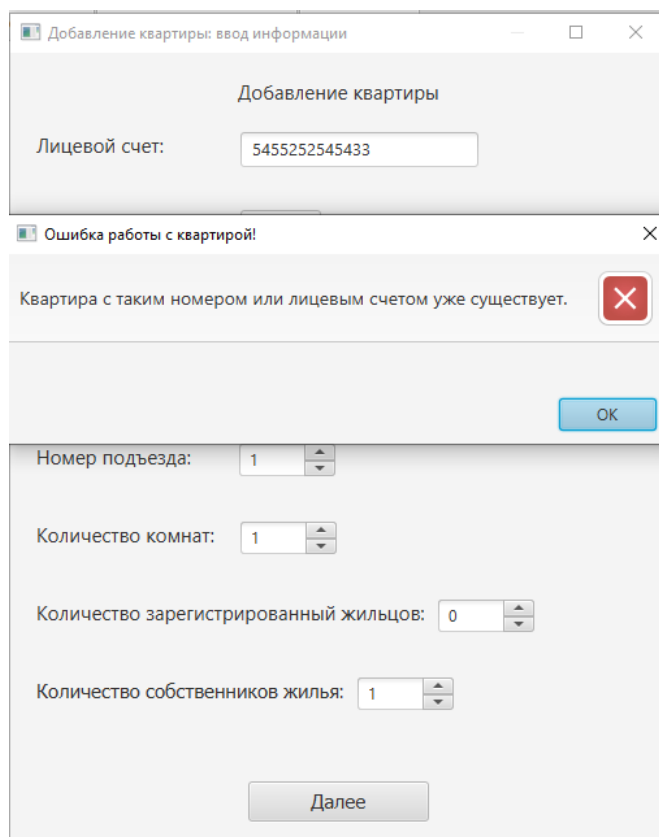 Добавление квартиры: ввод информации
Добавление квартиры
Лицевой счет:
5455252545433
Ошибка работы с квартирой!
Квартира с таким номером или лицевым счетом уже существует.
OK
Номер подъезда:
1
Количество комнат:
1
Количество зарегистрированный жильцов:
0
Количество собственников жилья:
1
Далее